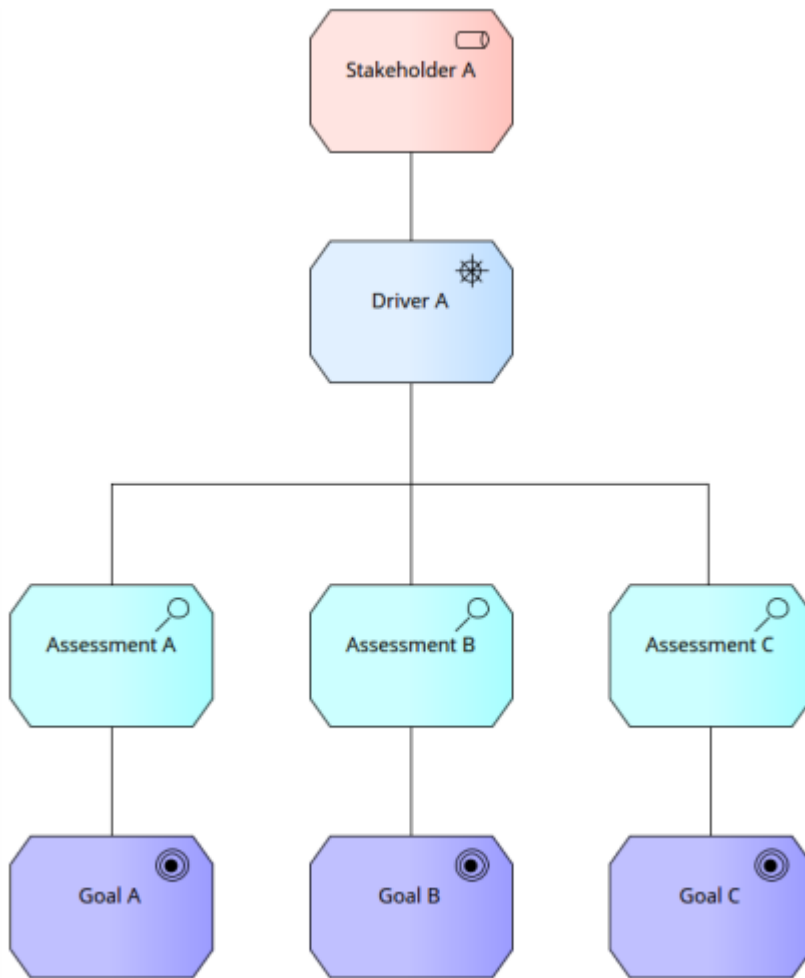 Stakeholder A
Driver A
Assessment A
Assessment B
Assessment C
Goal A
Goal B
Goal C